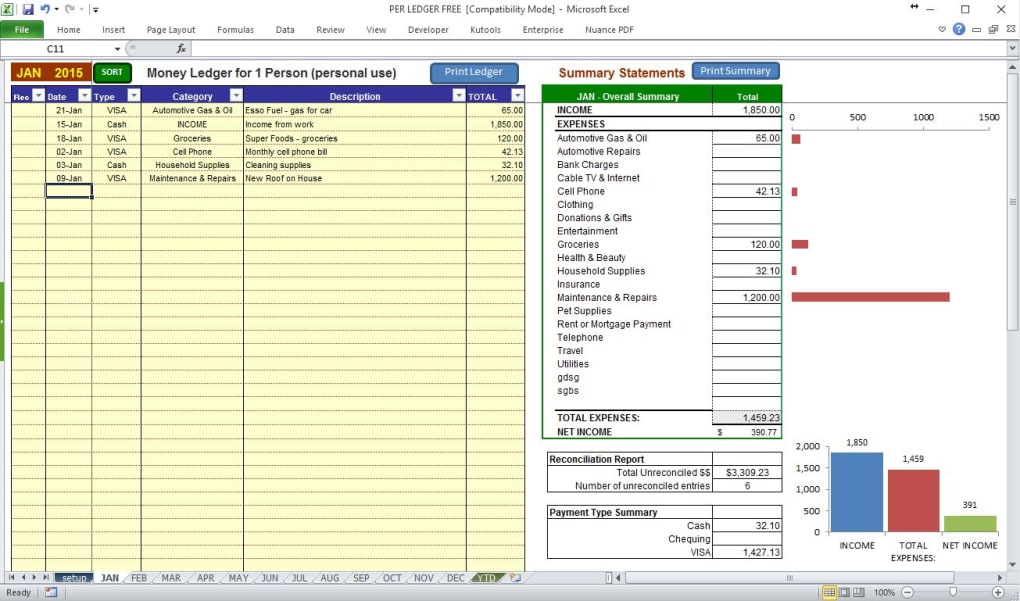 PER LEDGER FREE [Compatibility Mode] - Microsoft Excel
File Home Insert Page Layout Formulas Data Review View Developer Kutools Enterprise Nuance PDF
C11 fx
JAN 2015 SORT Money Ledger for 1 Person (personal use) Print Ledger Summary Statements Print Summary
Rec Date Type Category Description TOTAL
21-Jan VISA Automotive Gas & Oil Esso Fuel - gas for car 65.00
15-Jan Cash INCOME Income from work 1,850.00
18-Jan VISA Groceries Super Foods - groceries 120.00
02-Jan VISA Cell Phone Monthly cell phone bill 42.13
03-Jan Cash Household Supplies Cleaning supplies 32.10
09-Jan VISA Maintenance & Repairs New Roof on House 1,200.00
JAN - Overall Summary Total
INCOME 1,850.00
EXPENSES
Automotive Gas & Oil 65.00
Automotive Repairs
Bank Charges
Cable TV & Internet
Cell Phone 42.13
Clothing
Donations & Gifts
Entertainment
Groceries 120.00
Health & Beauty
Household Supplies 32.10
Insurance
Maintenance & Repairs 1,200.00
Pet Supplies
Rent or Mortgage Payment
Telephone
Travel
Utilities
gdsg
sgbs
TOTAL EXPENSES: 1,459.23
NET INCOME $ 390.77
0 500 1000 1500
Reconciliation Report
Total Unreconciled $$ $3,309.23
Number of unreconciled entries 6
Payment Type Summary
Cash 32.10
Chequing
VISA 1,427.13
2,000
1,500
1,000
500
0
1,850
1,459
391
INCOME TOTAL EXPENSES: NET INCOME
setup JAN FEB MAR APR MAY JUN JUL AUG SEP OCT NOV DEC YTD
Ready 100%